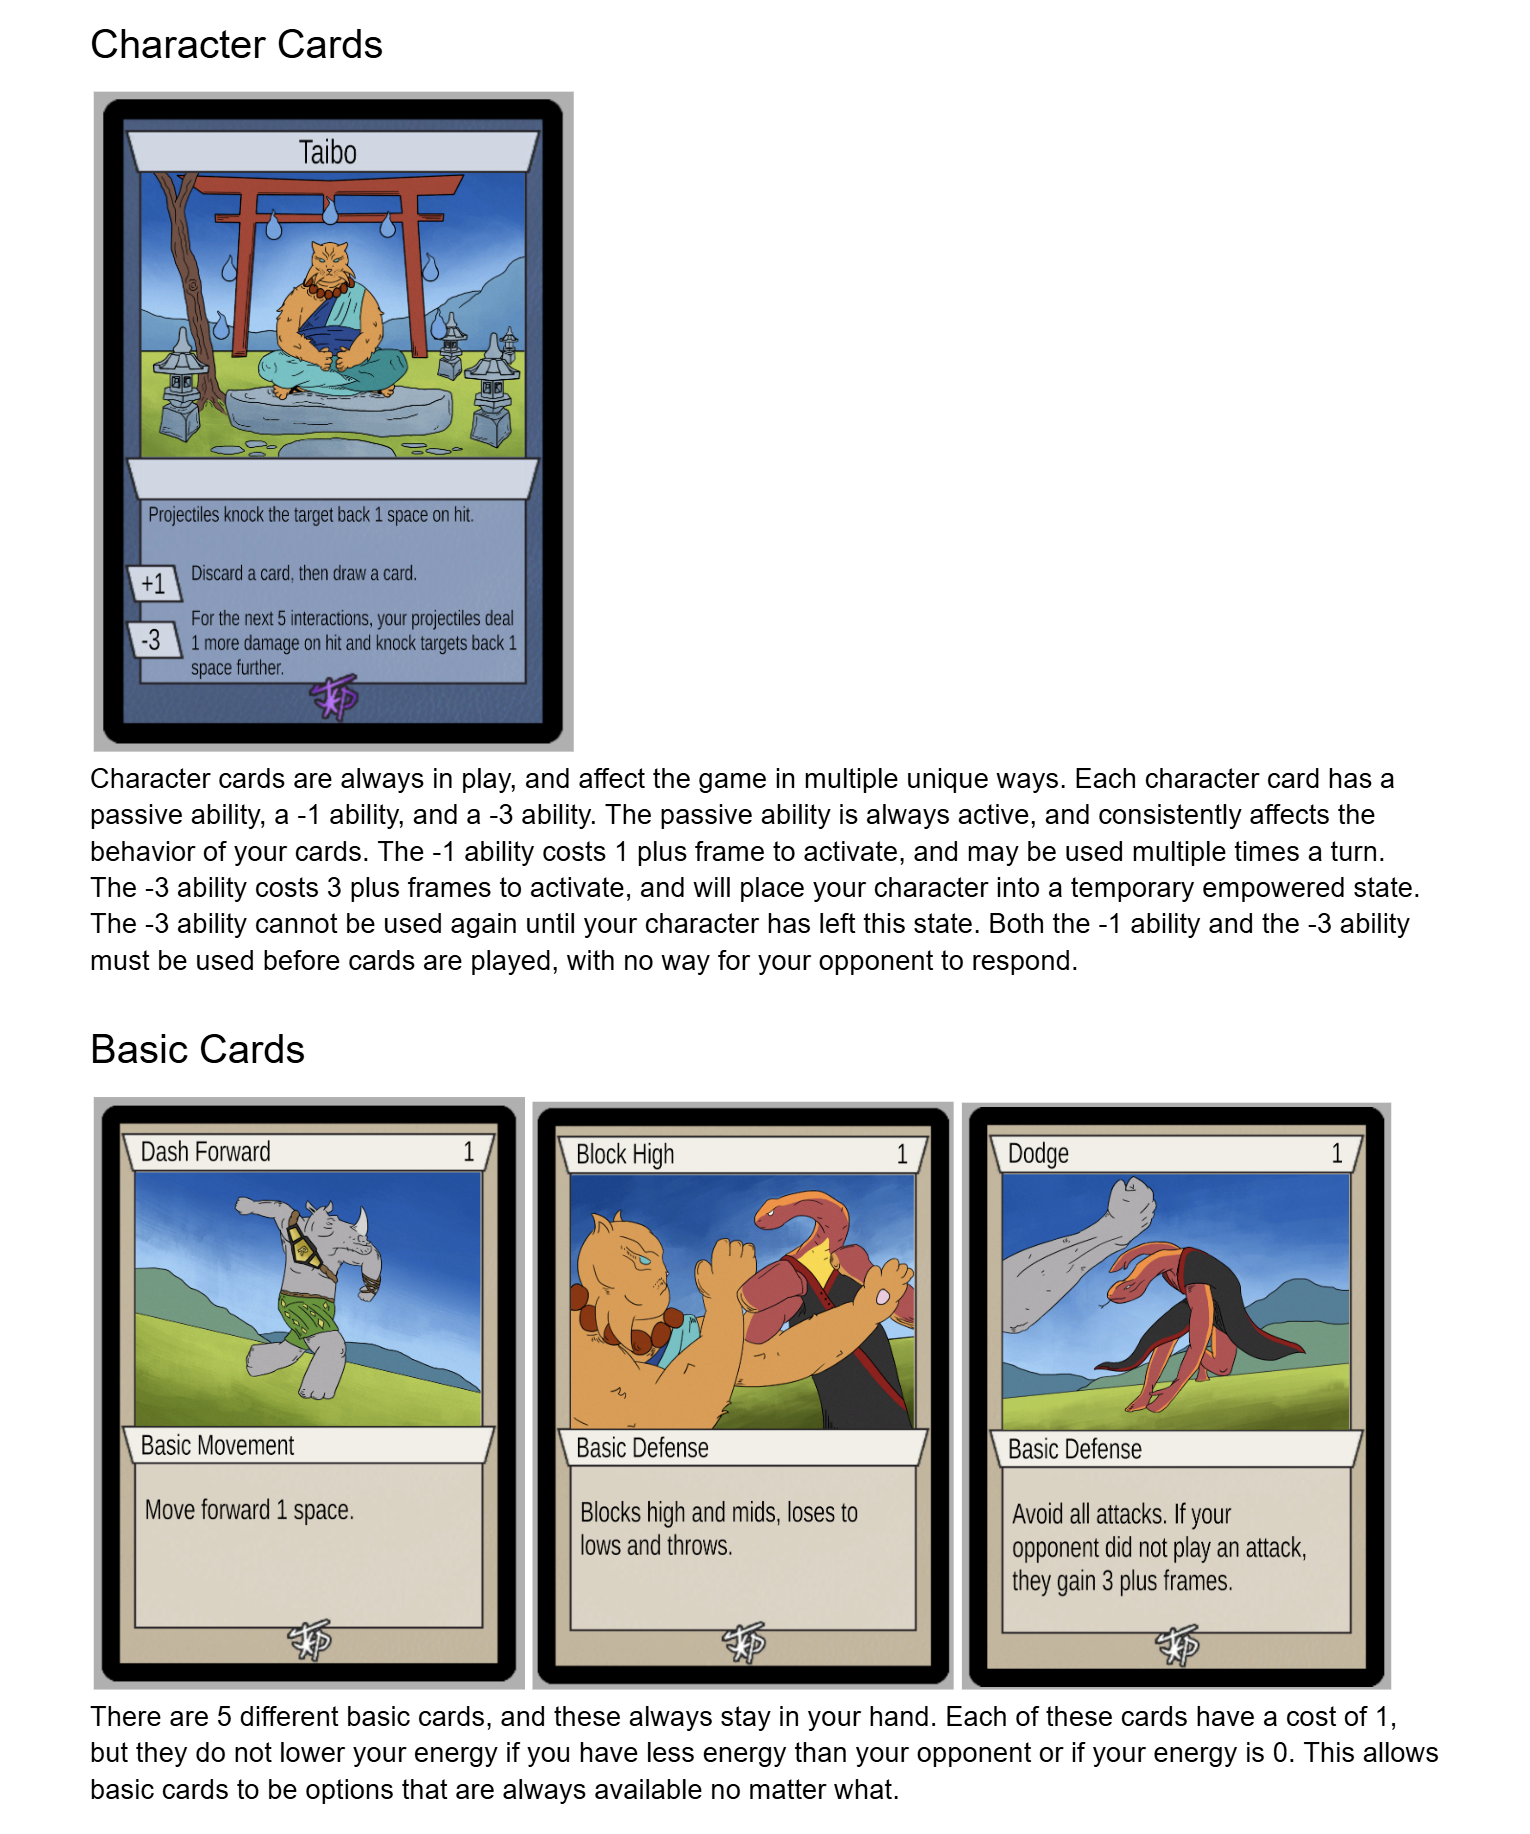 Character Cards
Taibo
Projectiles knock the target back 1 space on hit.
+1
Discard a card, then draw a card.
-3
For the next 5 interactions, your projectiles deal
1 more damage on hit and knock targets back 1
space further.
JKP
Character cards are always in play, and affect the game in multiple unique ways. Each character card has a
passive ability, a -1 ability, and a -3 ability. The passive ability is always active, and consistently affects the
behavior of your cards. The -1 ability costs 1 plus frame to activate, and may be used multiple times a turn.
The -3 ability costs 3 plus frames to activate, and will place your character into a temporary empowered state.
The -3 ability cannot be used again until your character has left this state. Both the -1 ability and the -3 ability
must be used before cards are played, with no way for your opponent to respond.
Basic Cards
Dash Forward 1
Basic Movement
Move forward 1 space.
JKP
Block High 1
Basic Defense
Blocks high and mids, loses to
lows and throws.
JKP
Dodge 1
Basic Defense
Avoid all attacks. If your
opponent did not play an attack,
they gain 3 plus frames.
JKP
There are 5 different basic cards, and these always stay in your hand. Each of these cards have a cost of 1,
but they do not lower your energy if you have less energy than your opponent or if your energy is 0. This allows
basic cards to be options that are always available no matter what.